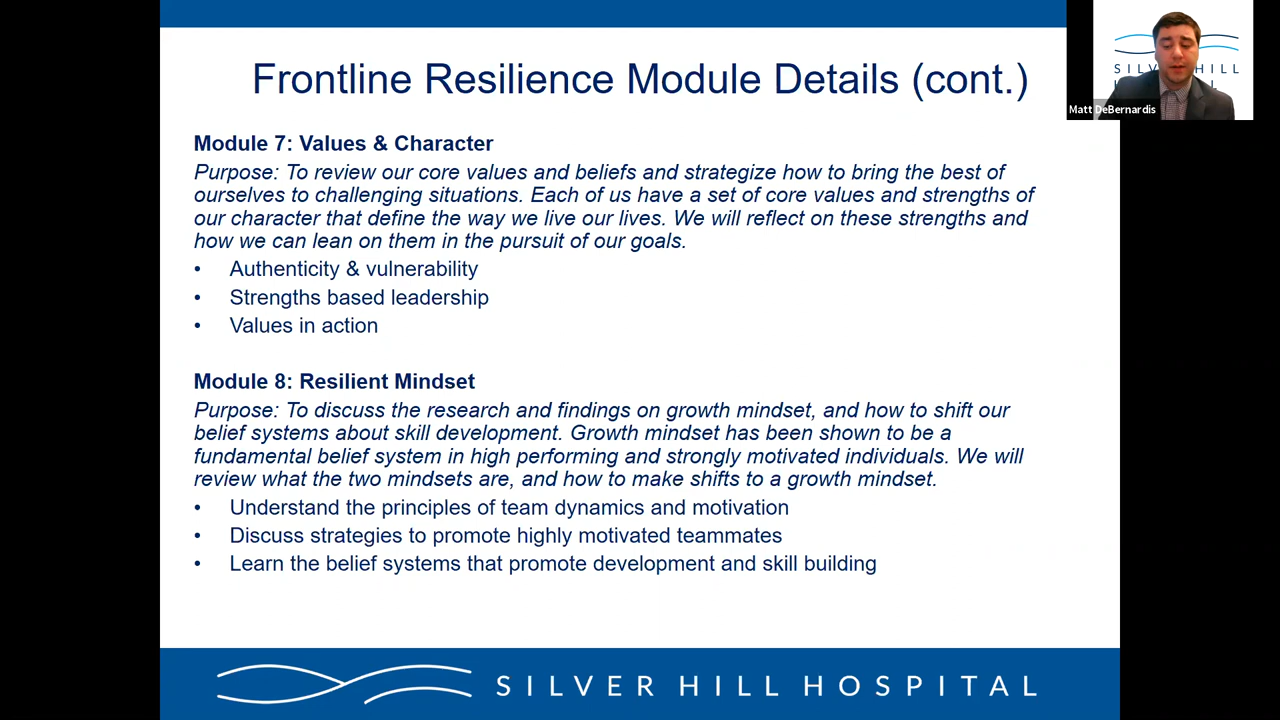 Frontline Resilience Module Details (cont.)
Module 7: Values & Character
Purpose: To review our core values and beliefs and strategize how to bring the best of
ourselves to challenging situations. Each of us have a set of core values and strengths of
our character that define the way we live our lives. We will reflect on these strengths and
how we can lean on them in the pursuit of our goals.
• Authenticity & vulnerability
• Strengths based leadership
• Values in action
Module 8: Resilient Mindset
Purpose: To discuss the research and findings on growth mindset, and how to shift our
belief systems about skill development. Growth mindset has been shown to be a
fundamental belief system in high performing and strongly motivated individuals. We will
review what the two mindsets are, and how to make shifts to a growth mindset.
• Understand the principles of team dynamics and motivation
• Discuss strategies to promote highly motivated teammates
• Learn the belief systems that promote development and skill building
SILVER HILL HOSPITAL
Matt DeBernardis